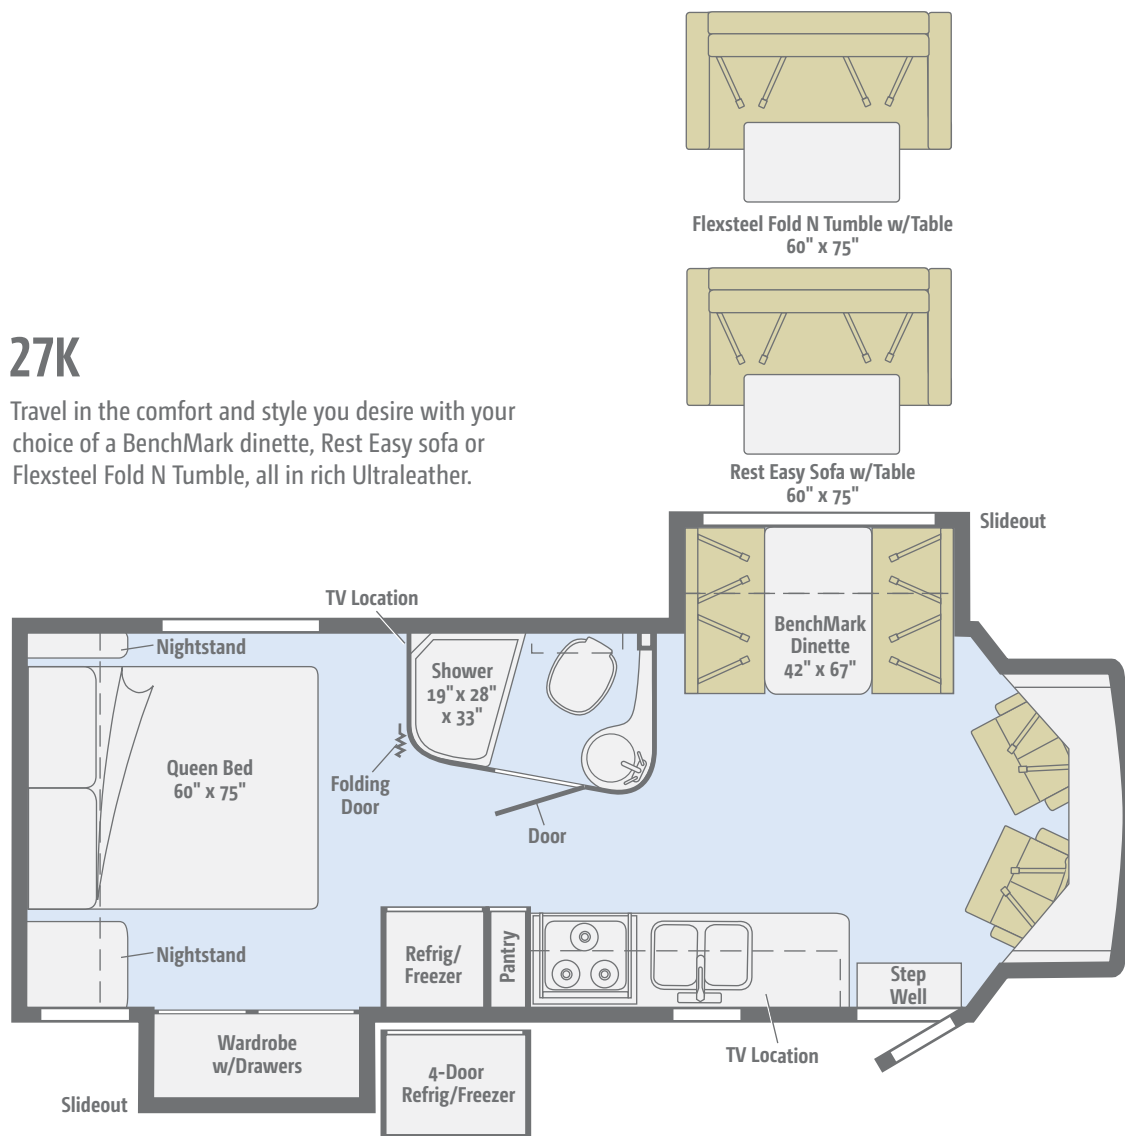 Flexsteel Fold N Tumble w/Table
60" x 75"
27K
Travel in the comfort and style you desire with your
choice of a BenchMark dinette, Rest Easy sofa or
Flexsteel Fold N Tumble, all in rich Ultraleather.
Rest Easy Sofa w/Table
60" x 75"
Slideout
TV Location
Nightstand
BenchMark
Dinette
42" x 67"
Shower
19" x 28"
x 33"
Queen Bed
60" x 75"
Folding
Door
Door
Nightstand
Refrig/
Freezer
Pantry
Step
Well
Wardrobe
w/Drawers
TV Location
4-Door
Refrig/Freezer
Slideout